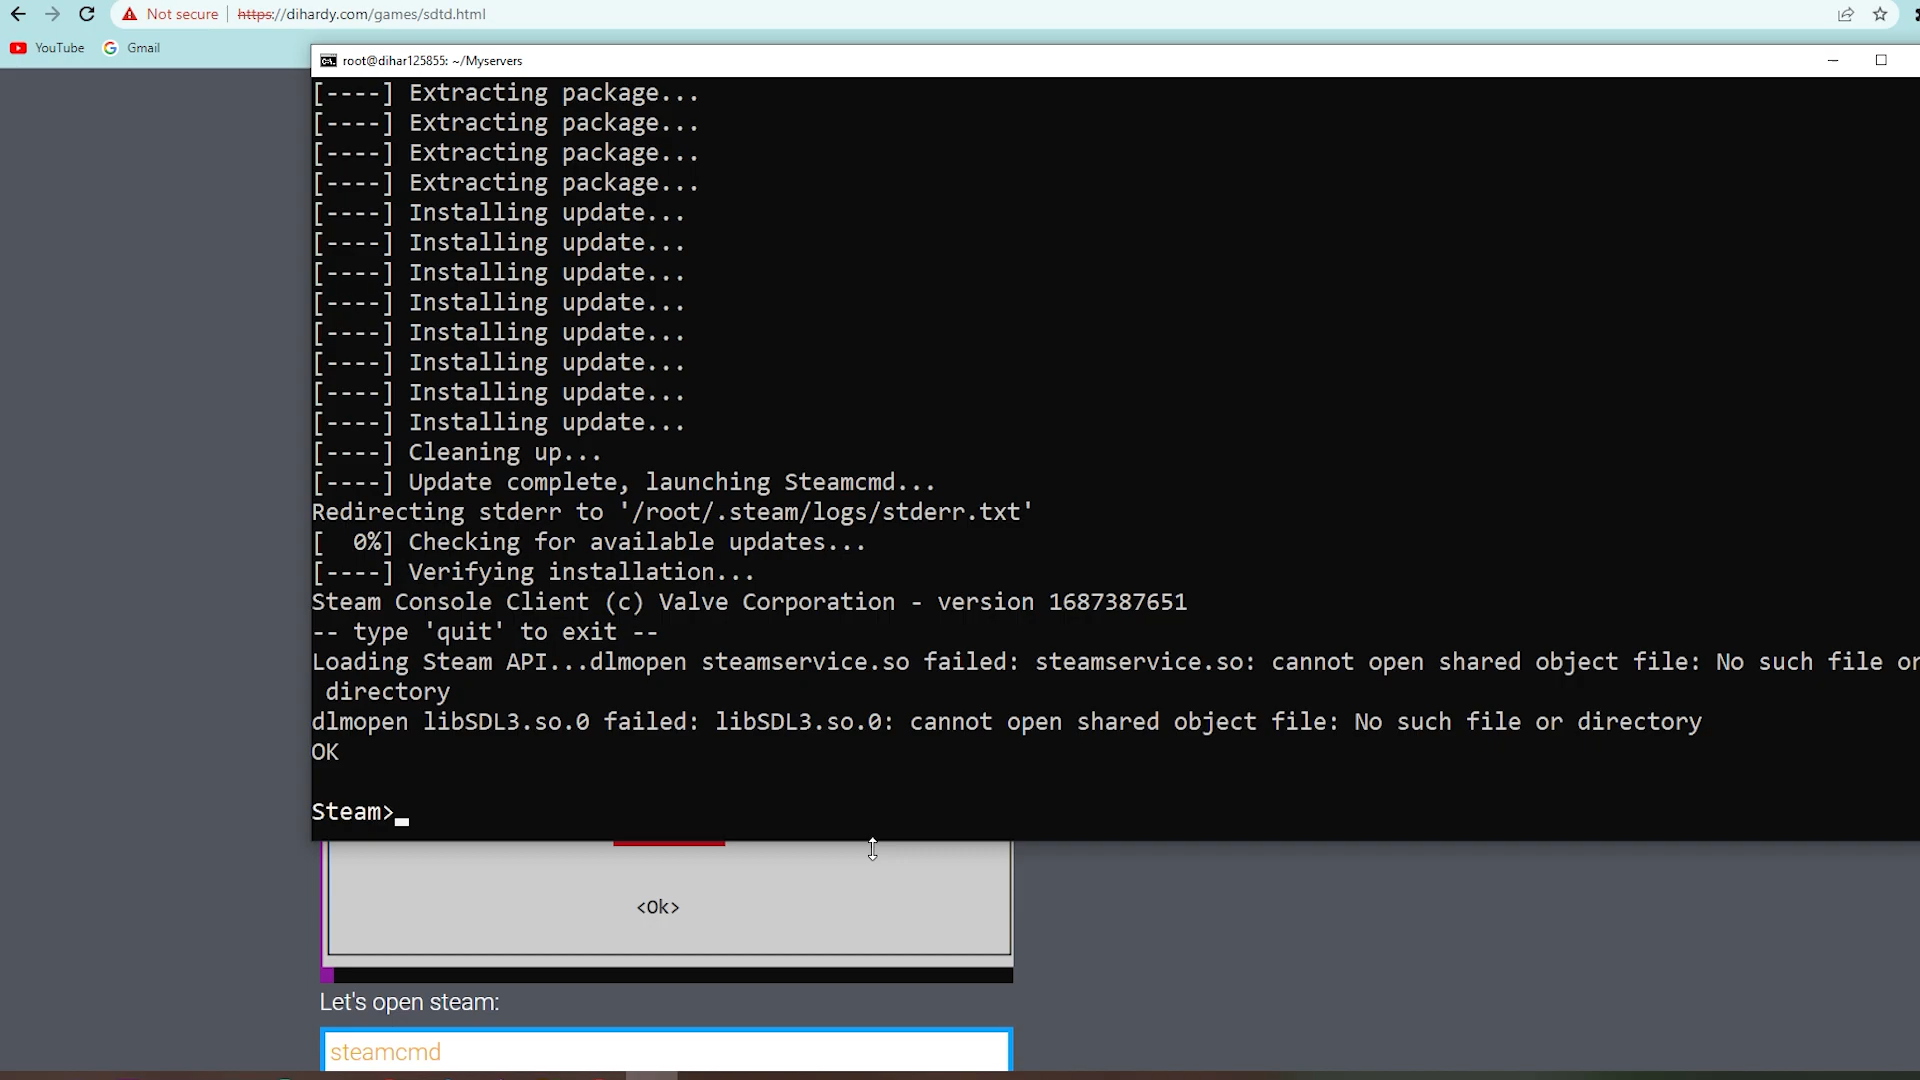 Not secure
https://dihardy.com/games/sdtd.html
YouTube
Gmail
root@dihar125855: ~/Myservers
[----] Extracting package...
[----] Extracting package...
[----] Extracting package...
[----] Extracting package...
[----] Installing update...
[----] Installing update...
[----] Installing update...
[----] Installing update...
[----] Installing update...
[----] Installing update...
[----] Installing update...
[----] Installing update...
[----] Cleaning up...
[----] Update complete, launching Steamcmd...
Redirecting stderr to '/root/.steam/logs/stderr.txt'
[  0%] Checking for available updates...
[----] Verifying installation...
Steam Console Client (c) Valve Corporation - version 1687387651
-- type 'quit' to exit --
Loading Steam API...dlmopen steamservice.so failed: steamservice.so: cannot open shared object file: No such file or
 directory
dlmopen libSDL3.so.0 failed: libSDL3.so.0: cannot open shared object file: No such file or directory
OK
Steam>
<Ok>
Let's open steam:
steamcmd